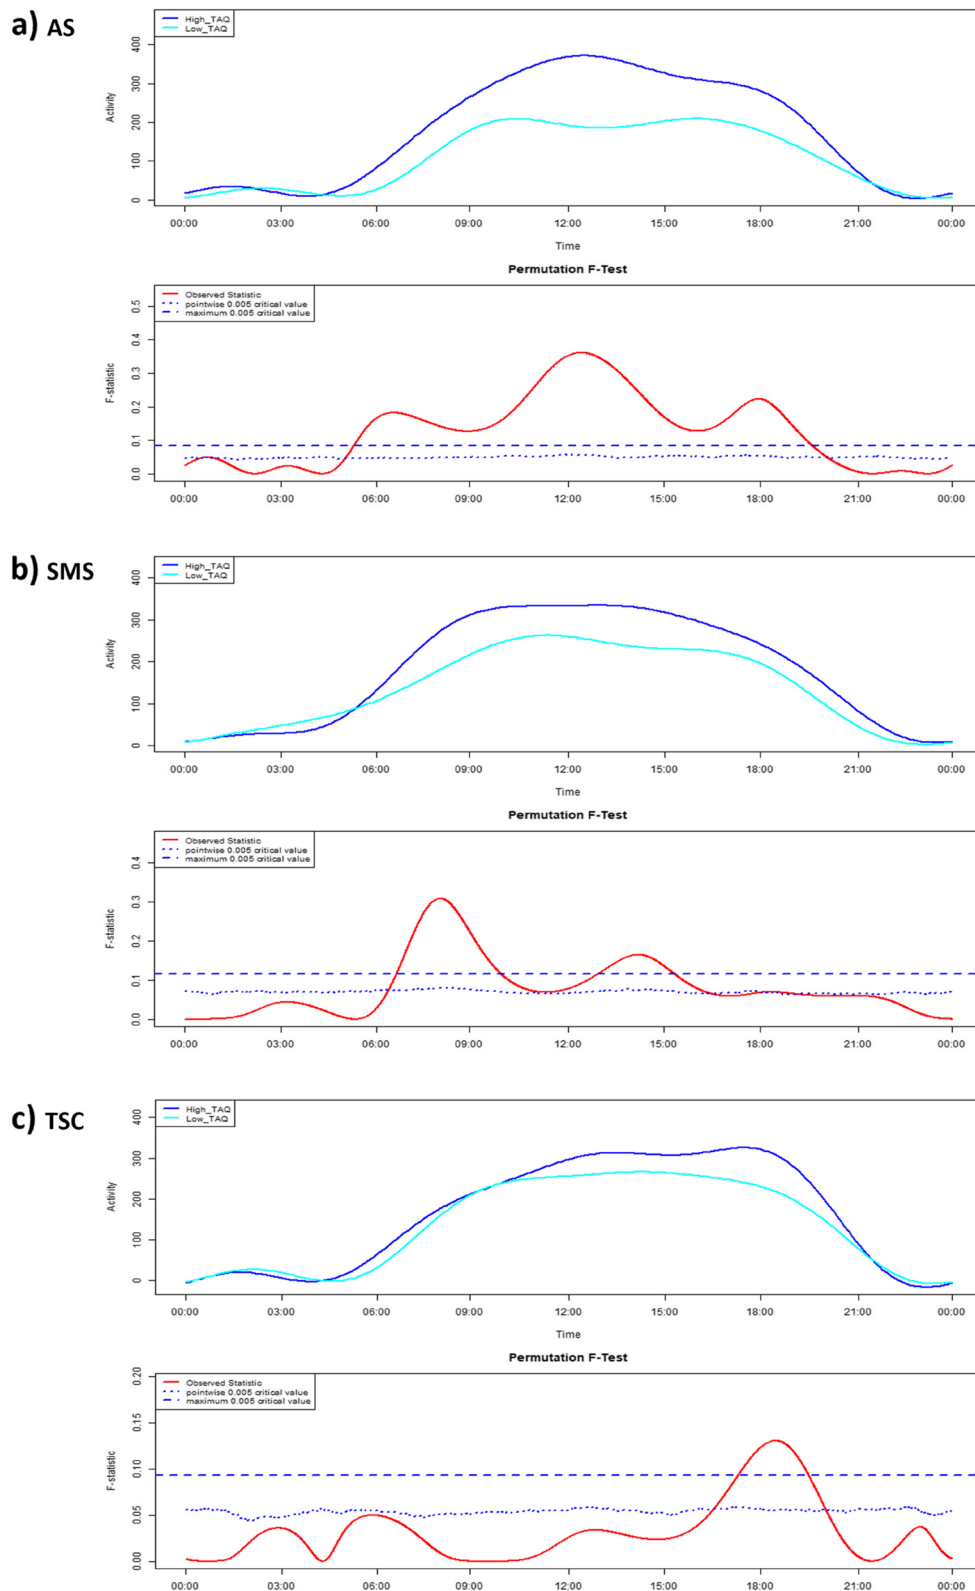 a) AS
High_TAQ
Low_TAQ
Activity
400
300
200
100
0
00:00 03:00 06:00 09:00 12:00 15:00 18:00 21:00 00:00
Time
Permutation F-Test
Observed Statistic
pointwise 0.005 critical value
maximum 0.005 critical value
F-statistic
0.5
0.4
0.3
0.2
0.1
0.0
00:00 03:00 06:00 09:00 12:00 15:00 18:00 21:00 00:00
b) SMS
High_TAQ
Low_TAQ
Activity
400
300
200
100
0
00:00 03:00 06:00 09:00 12:00 15:00 18:00 21:00 00:00
Time
Permutation F-Test
Observed Statistic
pointwise 0.005 critical value
maximum 0.005 critical value
F-statistic
0.4
0.3
0.2
0.1
0.0
00:00 03:00 06:00 09:00 12:00 15:00 18:00 21:00 00:00
c) TSC
High_TAQ
Low_TAQ
Activity
400
300
200
100
0
00:00 03:00 06:00 09:00 12:00 15:00 18:00 21:00 00:00
Time
Permutation F-Test
Observed Statistic
pointwise 0.005 critical value
maximum 0.005 critical value
F-statistic
0.20
0.15
0.10
0.05
0.00
00:00 03:00 06:00 09:00 12:00 15:00 18:00 21:00 00:00